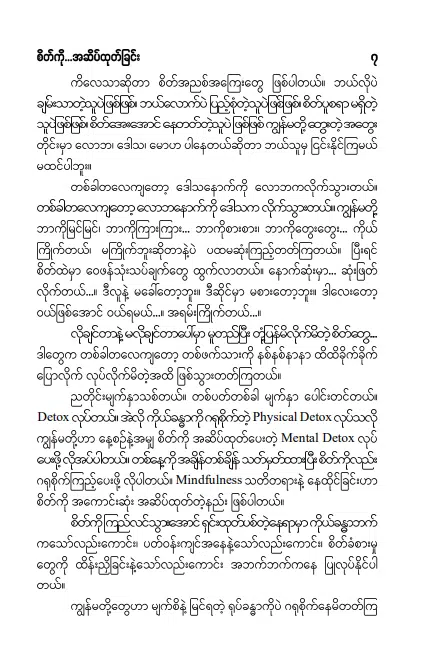 စိတ်ကို...အဆိပ်ထုတ်ခြင်း ၇
ကိလေသာဆိုတာ စိတ်အညစ်အကြေးတွေ ဖြစ်ပါတယ်။ ဘယ်လိုပဲ
ချမ်းသာတဲ့သူပဲဖြစ်ဖြစ်၊ ဘယ်လောက်ပဲ ပြည့်စုံတဲ့သူပဲဖြစ်ဖြစ်၊ စိတ်ပူစရာ မရှိတဲ့
သူပဲဖြစ်ဖြစ်၊ စိတ်အေးအောင် နေတတ်တဲ့သူပဲဖြစ်ဖြစ် ကျွန်မတို့ တွေးတဲ့ အတွေး
တိုင်းမှာ လောဘ၊ ဒေါသ၊ မောဟ ပါနေတယ်ဆိုတာ ဘယ်သူမှ ငြင်းနိုင်ကြမယ်
မထင်ပါဘူး။
တစ်ခါတလေကျတော့ ဒေါသနောက်ကို လောဘကလိုက်သွားတယ်။
တစ်ခါတလေကျတော့ လောဘနောက်ကို ဒေါသက လိုက်သွားတယ်။ ကျွန်မတို့
ဘာကိုမြင်မြင်၊ ဘာကိုကြားကြား... ဘာကိုစားစား၊ ဘာကိုတွေးတွေး... ကိုယ်
ကြိုက်တယ်၊ မကြိုက်ဘူးဆိုတာနဲ့ပဲ ပထမဆုံးကြည့်တတ်ကြတယ်။ ပြီးရင်
စိတ်ထဲမှာ ဝေဖန်သုံးသပ်ချက်တွေ ထွက်လာတယ်။ နောက်ဆုံးမှာ... ဆုံးဖြတ်
လိုက်တယ်...။ ဒီလူနဲ့ မခေါ်တော့ဘူး။ ဒီဆိုင်မှာ မစားတော့ဘူး။ ဒါလေးတော့
ဝယ်ဖြစ်အောင် ဝယ်ရမယ်...။ အရမ်းကြိုက်တယ်...။
လိုချင်တာနဲ့ မလိုချင်တာပေါ်မှာ မူတည်ပြီး တုံ့ပြန်မိလိုက်မိတဲ့ စိတ်တွေ...
ဒါတွေက တစ်ခါတလေကျတော့ တစ်ဖက်သားကို နစ်နစ်နာနာ ထိထိခိုက်ခိုက်
ပြောလိုက် လုပ်လိုက်မိတဲ့အထိ ဖြစ်သွားတတ်ကြတယ်။
ညတိုင်းမျက်နှာသစ်တယ်။ တစ်ပတ်တစ်ခါ မျက်နှာ ပေါင်းတင်တယ်။
Detox လုပ်တယ်။ အဲလို ကိုယ်ခန္ဓာကိုဂရုစိုက်တဲ့ Physical Detox လုပ်သလို
ကျွန်မတို့ဟာ နေ့စဉ်နဲ့အမျှ စိတ်ကို အဆိပ်ထုတ်ပေးတဲ့ Mental Detox လုပ်
ပေးဖို့ လိုအပ်ပါတယ်။ တစ်နေ့ကို အချိန်တစ်ချိန် သတ်မှတ်ထားပြီး စိတ်ကိုလည်း
ဂရုစိုက်ကြည့်ပေးဖို့ လိုပါတယ်။ Mindfulness သတိတရားနဲ့ နေထိုင်ခြင်းဟာ
စိတ်ကို အကောင်းဆုံး အဆိပ်ထုတ်တဲ့နည်း ဖြစ်ပါတယ်။
စိတ်ကိုကြည်လင်သွားအောင် ရှင်းထုတ်ပစ်တဲ့နေရာမှာ ကိုယ်ခန္ဓာဘက်
ကသော်လည်းကောင်း၊ ပတ်ဝန်းကျင်အနေနဲ့သော်လည်းကောင်း၊ စိတ်ခံစားမှု
တွေကို ထိန်းညှိခြင်းနဲ့သော်လည်းကောင်း အဘက်ဘက်ကနေ ပြုလုပ်နိုင်ပါ
တယ်။
ကျွန်မတို့တွေဟာ မျက်စိနဲ့ မြင်ရတဲ့ ရုပ်ခန္ဓာကိုပဲ ဂရုစိုက်နေမိတတ်ကြ